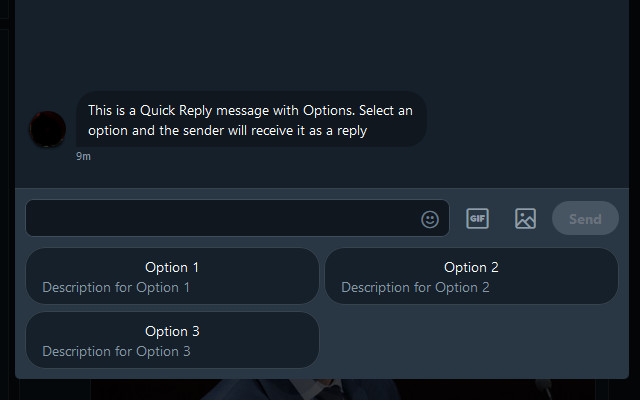 This is a Quick Reply message with Options. Select an
option and the sender will receive it as a reply
9m
GIF
Send
Option 1
Description for Option 1
Option 2
Description for Option 2
Option 3
Description for Option 3